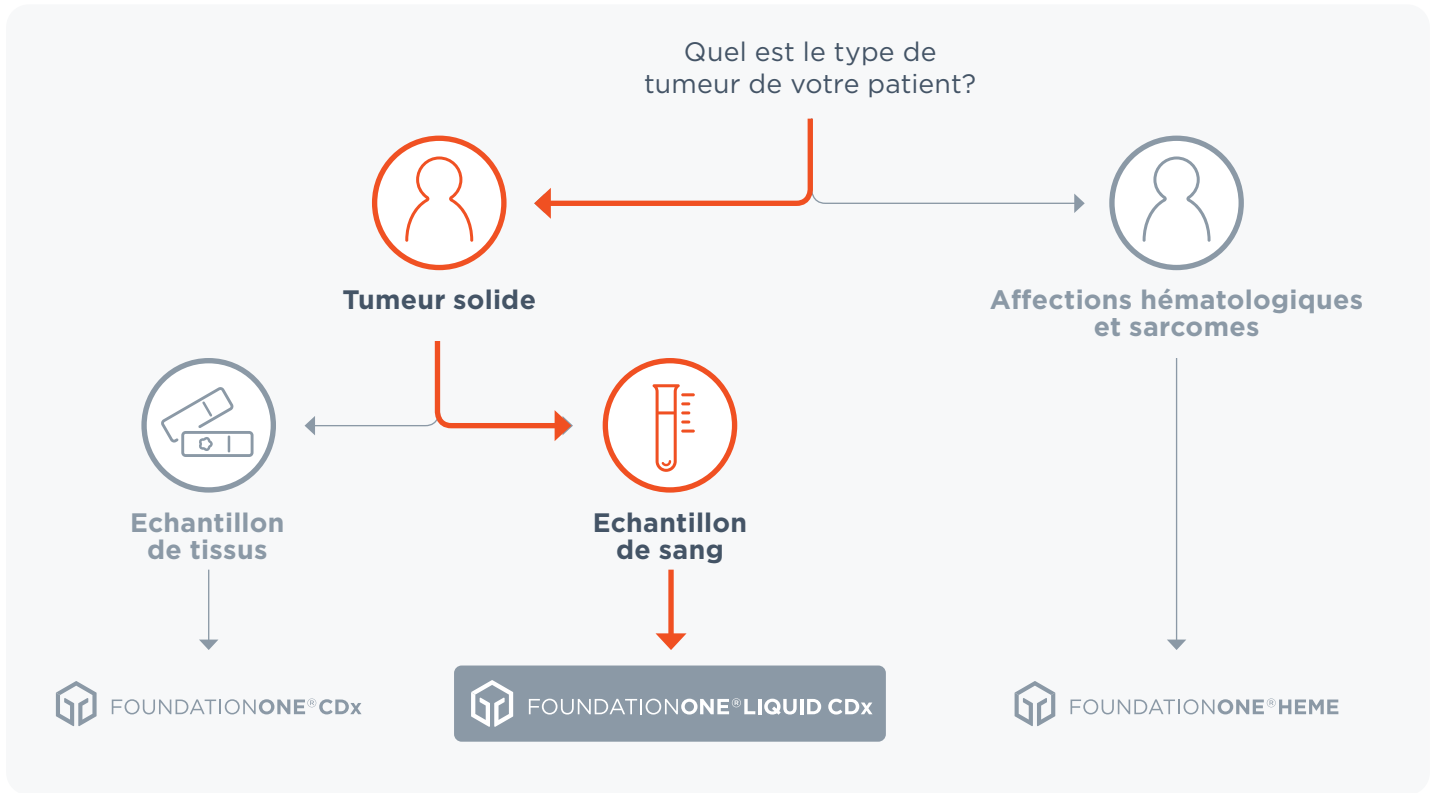 Quel est le type de
tumeur de votre patient?
Tumeur solide
Affections hématologiques
et sarcomes
Echantillon
de tissus
Echantillon
de sang
FOUNDATIONONE®CDx
FOUNDATIONONE®LIQUID CDx
FOUNDATIONONE®HEME